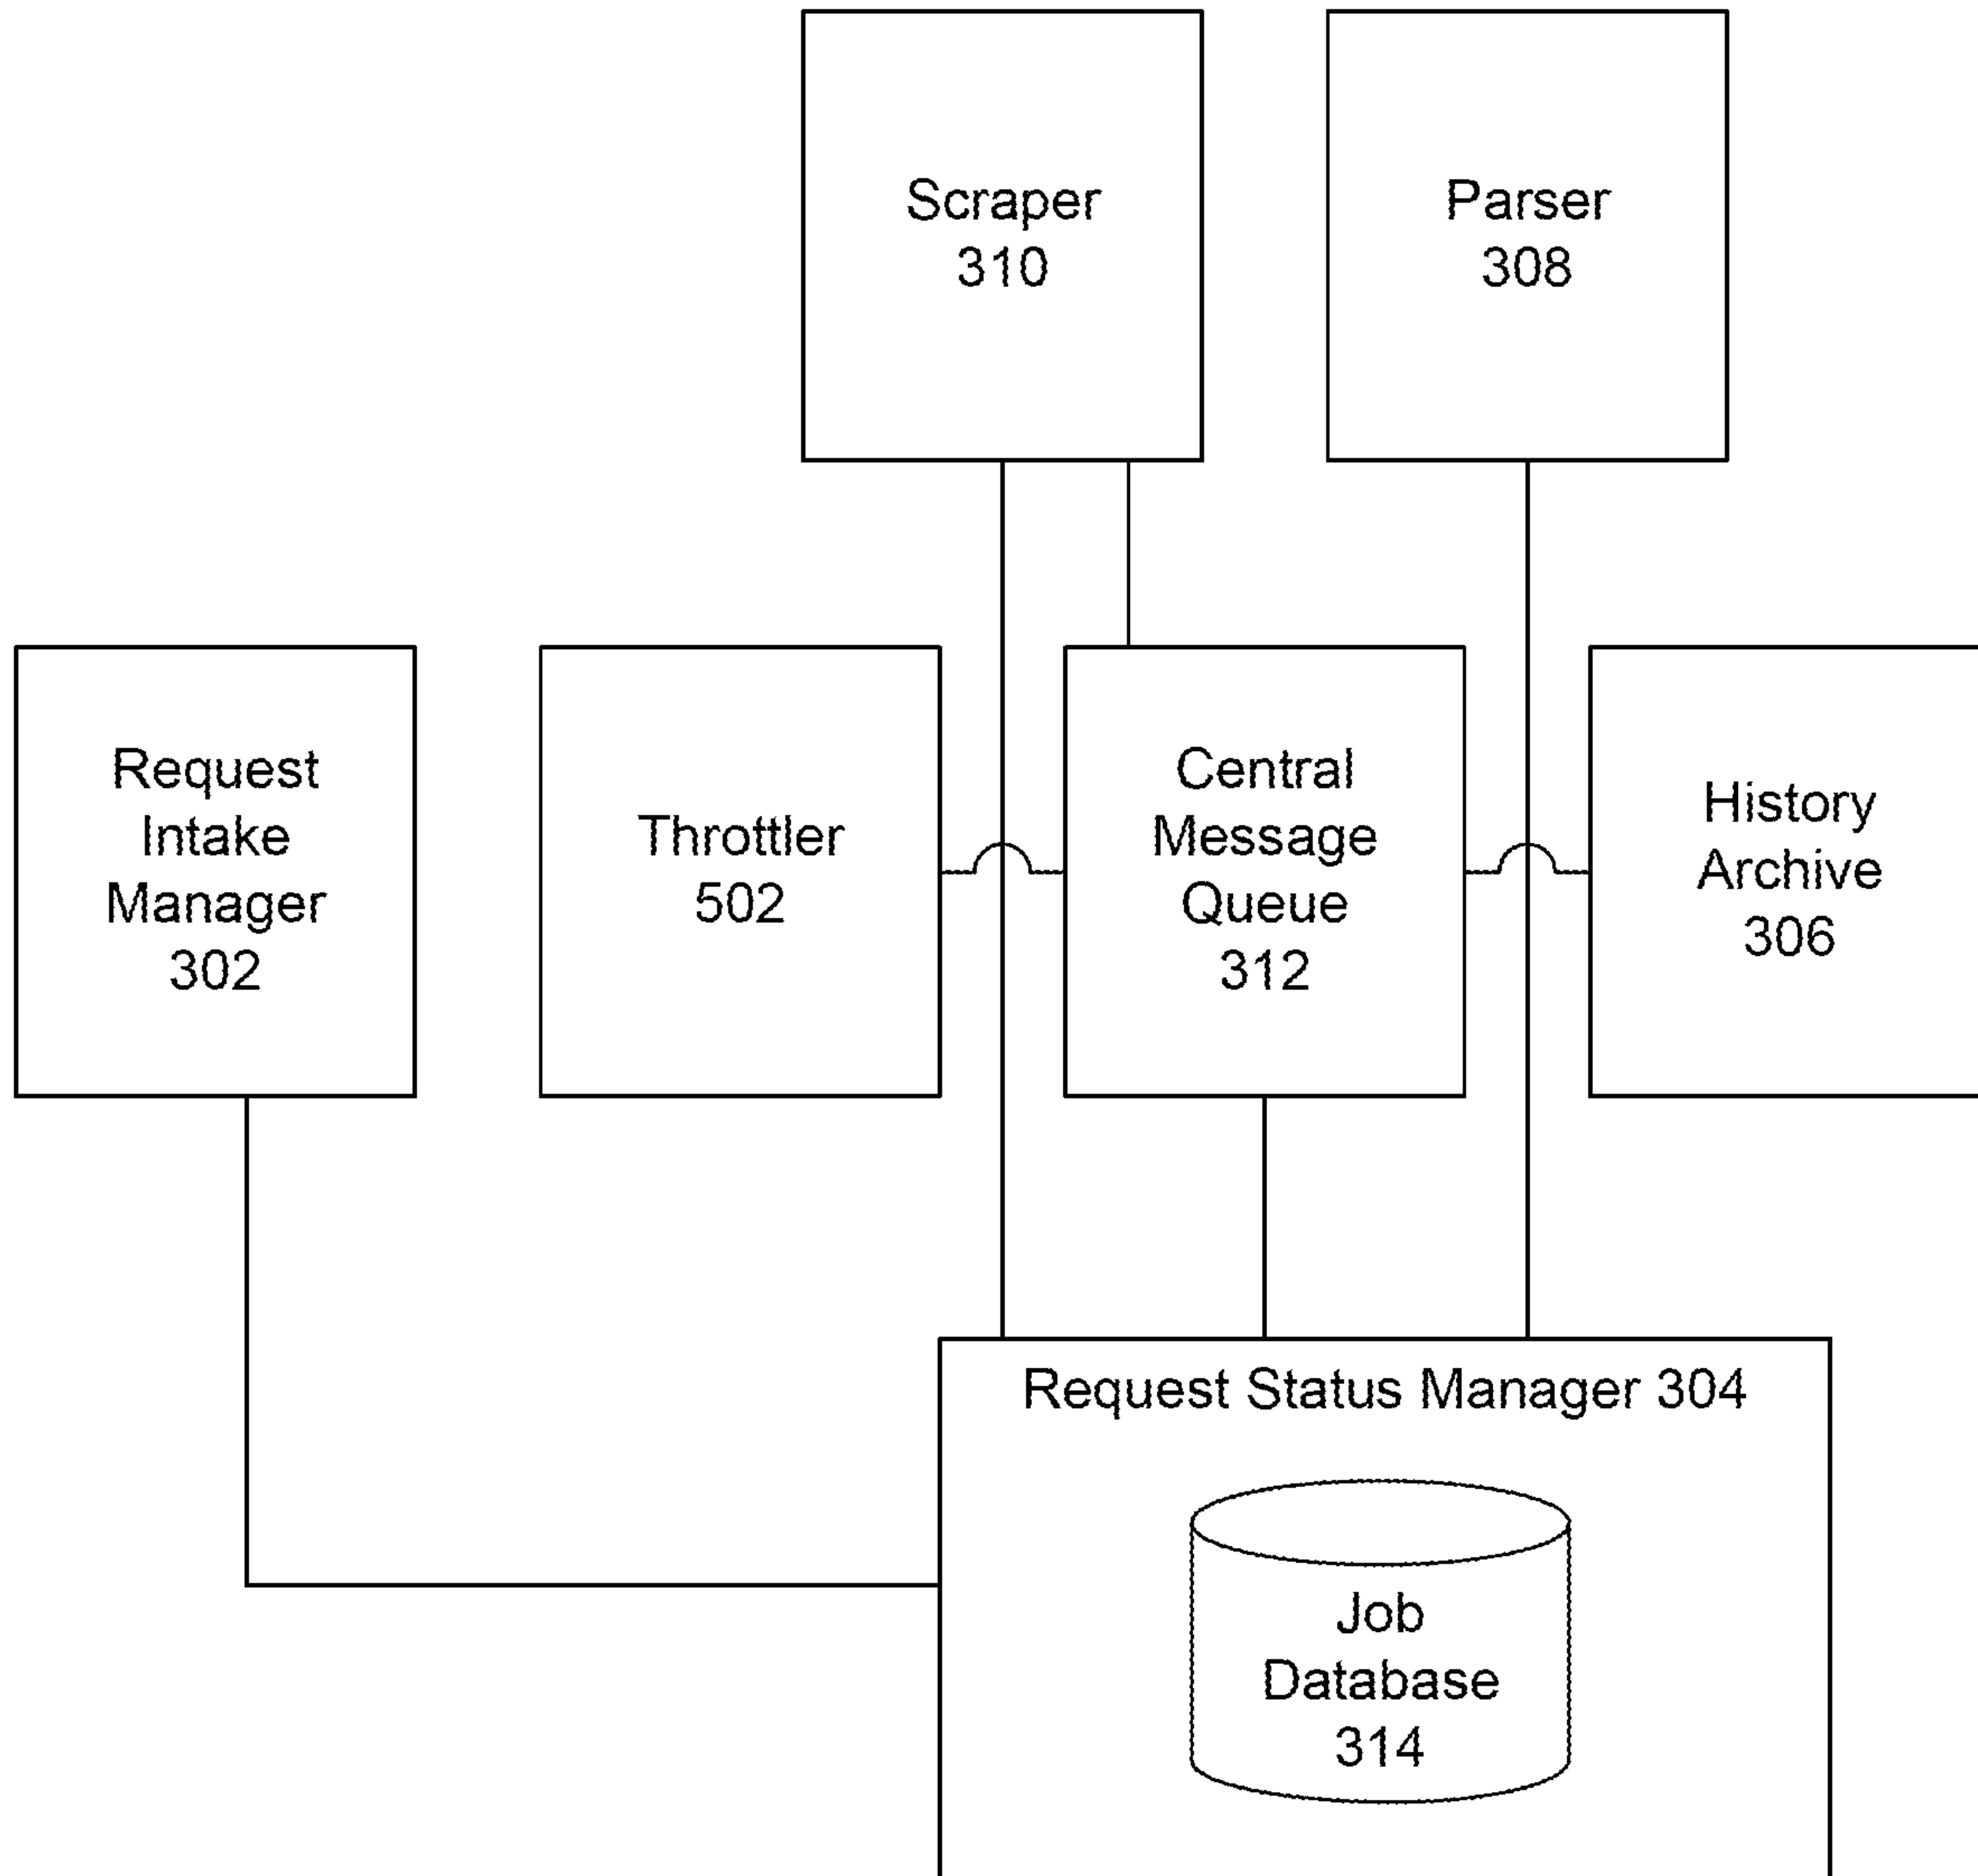 Scraper
310
Parser
308
Request
Intake
Manager
302
Throttler
502
Central
Message
Queue
312
History
Archive
306
Request Status Manager 304
Job
Database
314